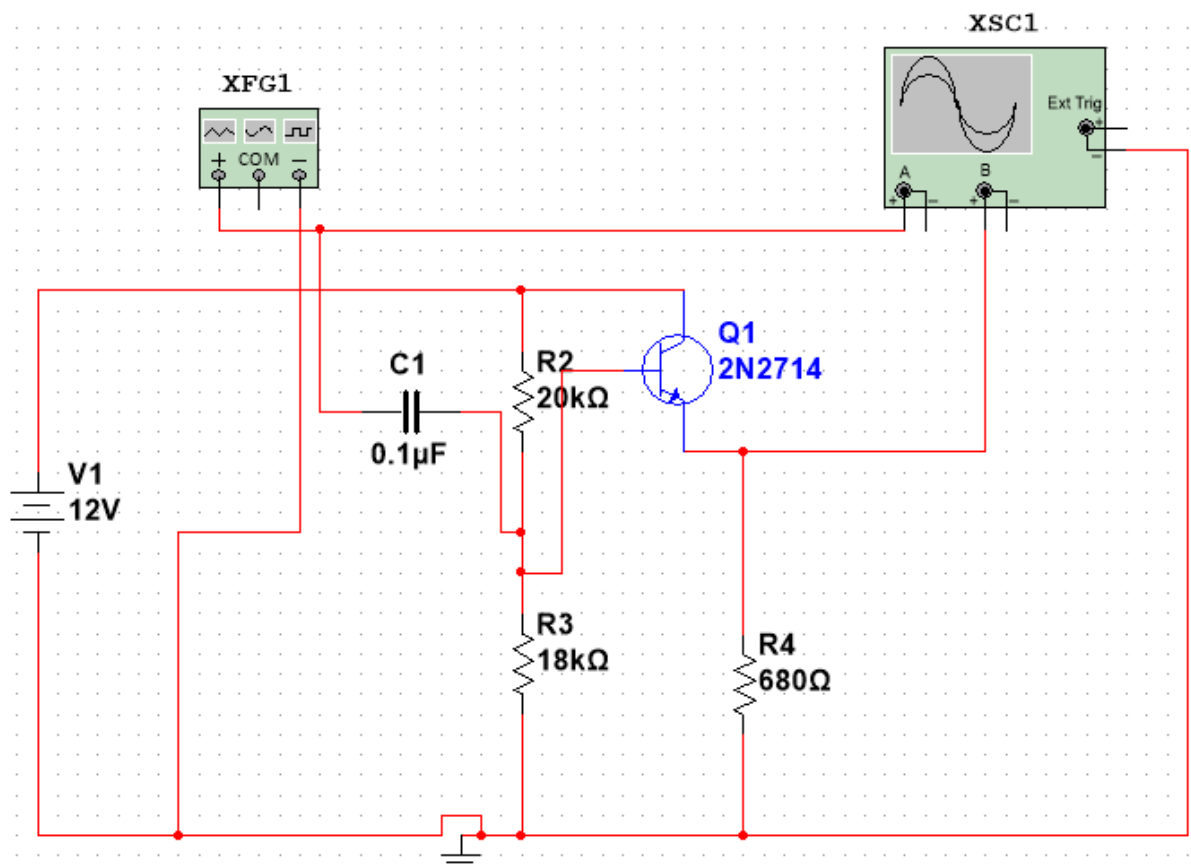 XSC1
XFG1
Ext Trig
+
−
+ COM −
A
B
+ −
+ −
Q1
2N2714
R2
20kΩ
C1
0.1µF
V1
12V
R3
18kΩ
R4
680Ω